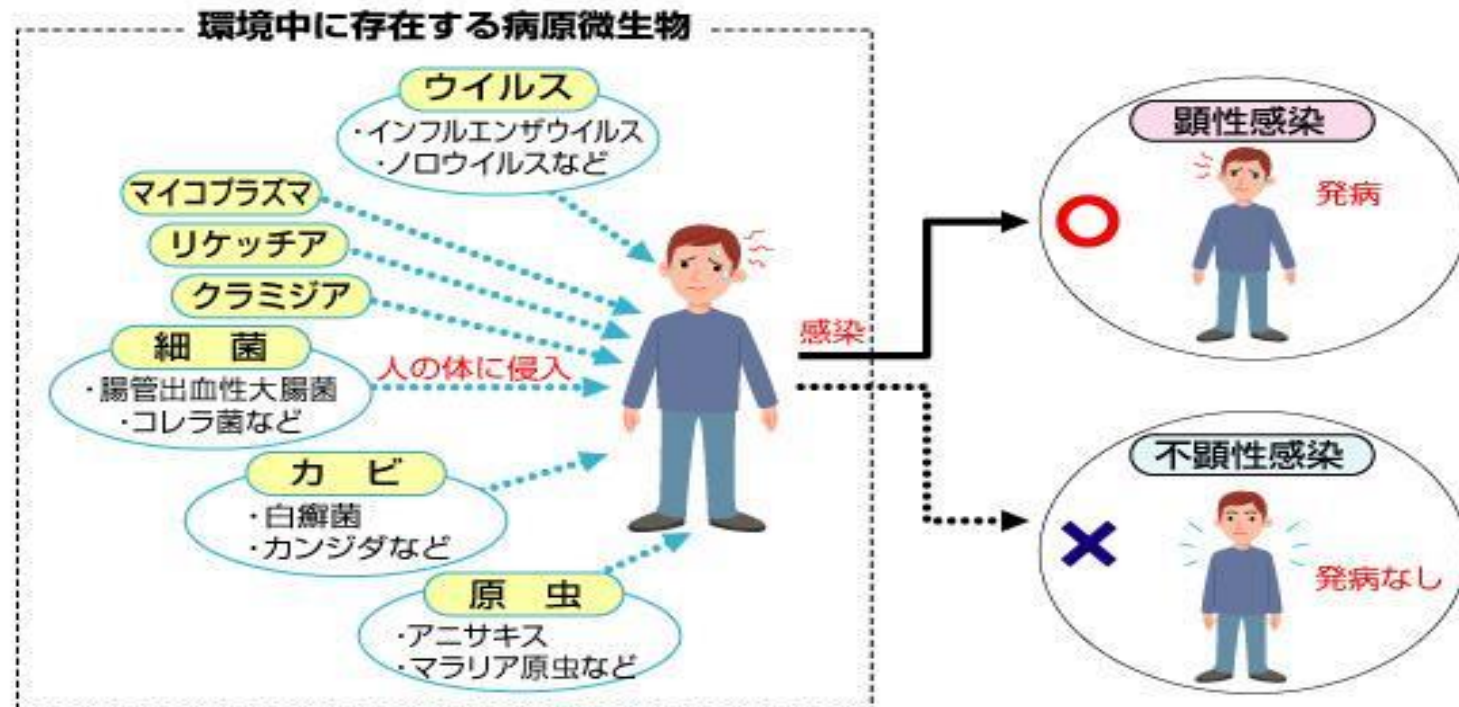 環境中に存在する病原微生物
ウイルス
・インフルエンザウイルス
・ノロウイルスなど
マイコプラズマ
リケッチア
クラミジア
細 菌
・腸管出血性大腸菌
・コレラ菌など
人の体に侵入
カ ビ
・白癬菌
・カンジダなど
原 虫
・アニサキス
・マラリア原虫など
感染
顕性感染
発病
不顕性感染
発病なし